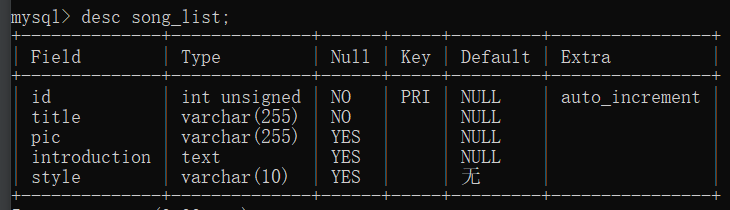 mysql> desc song_list;
+--------------+--------------+------+-----+---------+----------------+
| Field        | Type         | Null | Key | Default | Extra          |
+--------------+--------------+------+-----+---------+----------------+
| id           | int unsigned | NO   | PRI | NULL    | auto_increment |
| title        | varchar(255) | NO   |     | NULL    |                |
| pic          | varchar(255) | YES  |     | NULL    |                |
| introduction | text         | YES  |     | NULL    |                |
| style        | varchar(10)  | YES  |     | 无      |                |
+--------------+--------------+------+-----+---------+----------------+